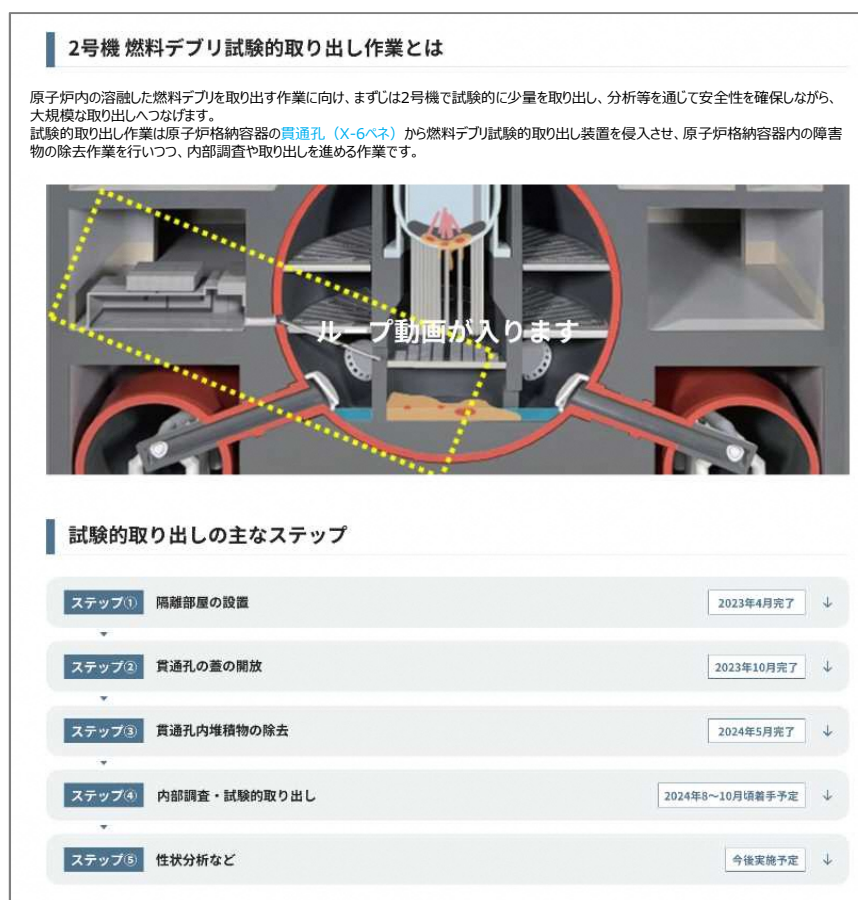 2号機 燃料デブリ試験的取り出し作業とは
原子炉内の溶融した燃料デブリを取り出す作業に向け、まずじは2号機で試験的に少量を取り出し、分析等を通じて安全性を確保しながら、
大規模な取り出しへつなげます。
試験的取り出し作業は原子炉格納容器の貫通孔（X-6ペネ）から燃料デブリ試験的取り出し装置を侵入させ、原子炉格納容器内の障害
物の除去作業を行いつつ、内部調査や取り出しを進める作業です。
ループ動画が入ります
試験的取り出しの主なステップ
ステップ① 隔離部屋の設置 2023年4月完了 ↓
ステップ② 貫通孔の蓋の開放 2023年10月完了 ↓
ステップ③ 貫通孔内堆積物の除去 2024年5月完了 ↓
ステップ④ 内部調査・試験的取り出し 2024年8～10月頃着手予定 ↓
ステップ⑤ 性状分析など 今後実施予定 ↓